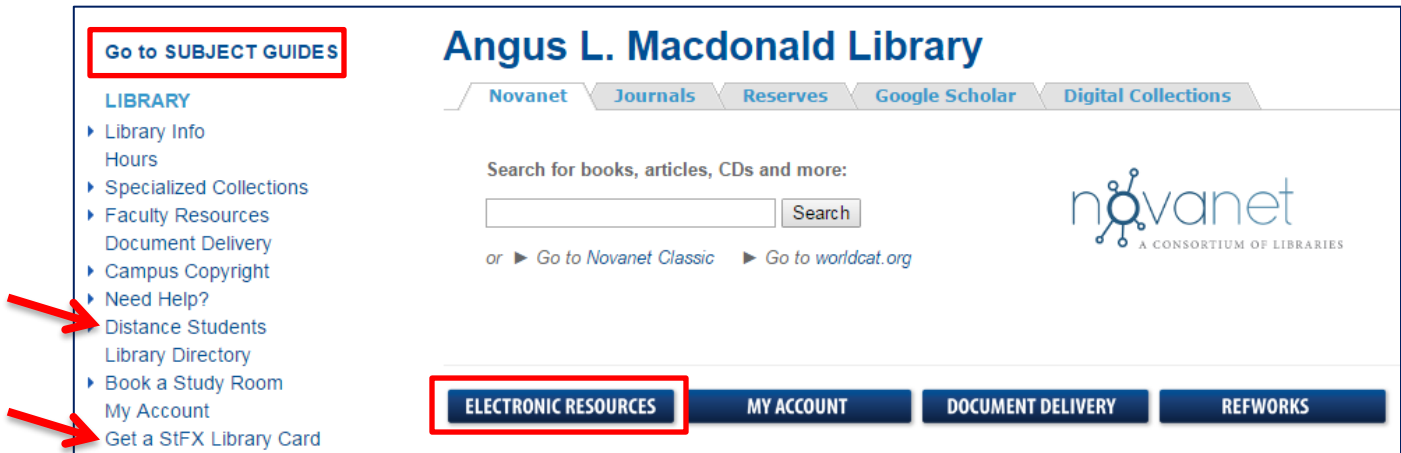 Go to SUBJECT GUIDES
LIBRARY
Library Info
Hours
Specialized Collections
Faculty Resources
Document Delivery
Campus Copyright
Need Help?
Distance Students
Library Directory
Book a Study Room
My Account
Get a StFX Library Card
Angus L. Macdonald Library
Novanet Journals Reserves Google Scholar Digital Collections
Search for books, articles, CDs and more:
Search
or ► Go to Novanet Classic ► Go to worldcat.org
novanet
A CONSORTIUM OF LIBRARIES
ELECTRONIC RESOURCES MY ACCOUNT DOCUMENT DELIVERY REFWORKS